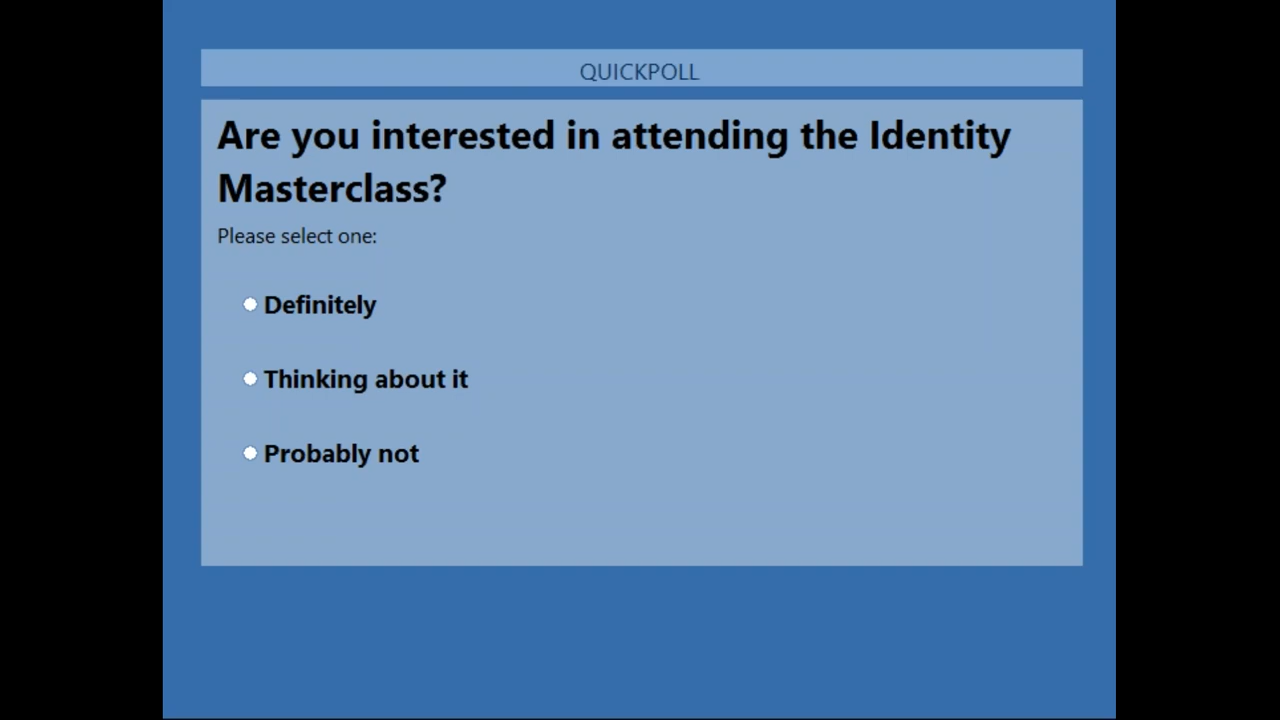 QUICKPOLL
Are you interested in attending the Identity
Masterclass?
Please select one:
Definitely
Thinking about it
Probably not